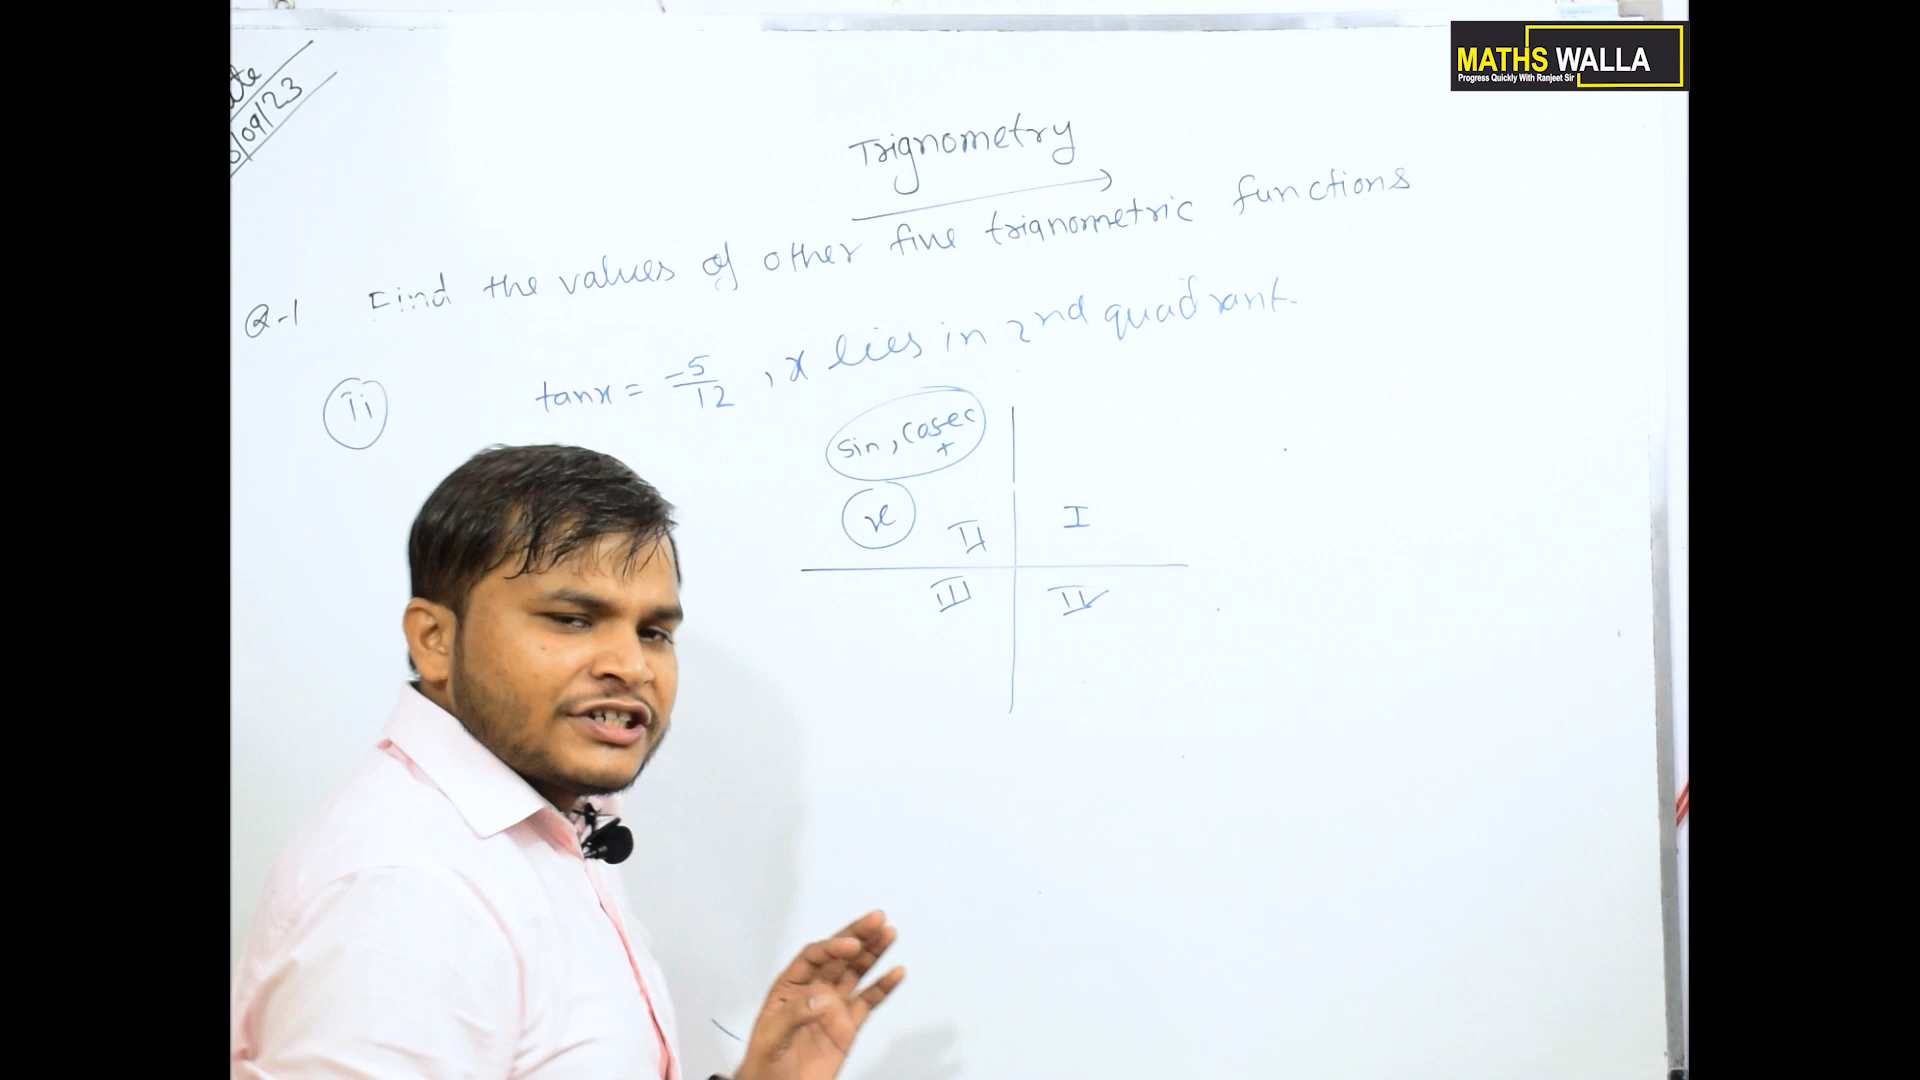 MATHS WALLA
Progress Quickly With Ranjeet Sir
/09/23
Trignometry
Q-1 Find the values of other five trignometric functions
(ii) tanx = -5/12 , x lies in 2nd quadrant.
sin, cosec
+
x
II I
III IV